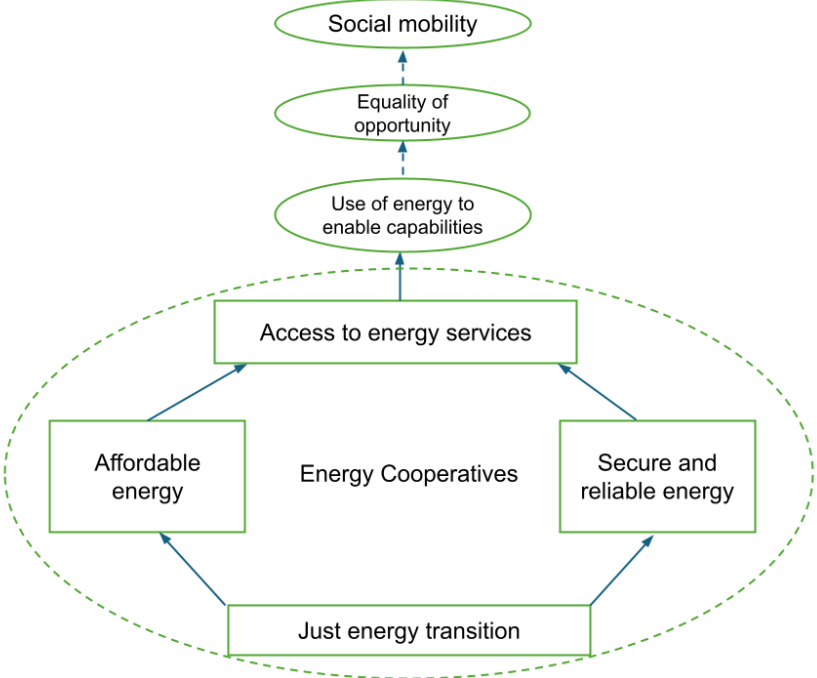 Social mobility
Equality of
opportunity
Use of energy to
enable capabilities
Access to energy services
Affordable
energy
Energy Cooperatives
Secure and
reliable energy
Just energy transition